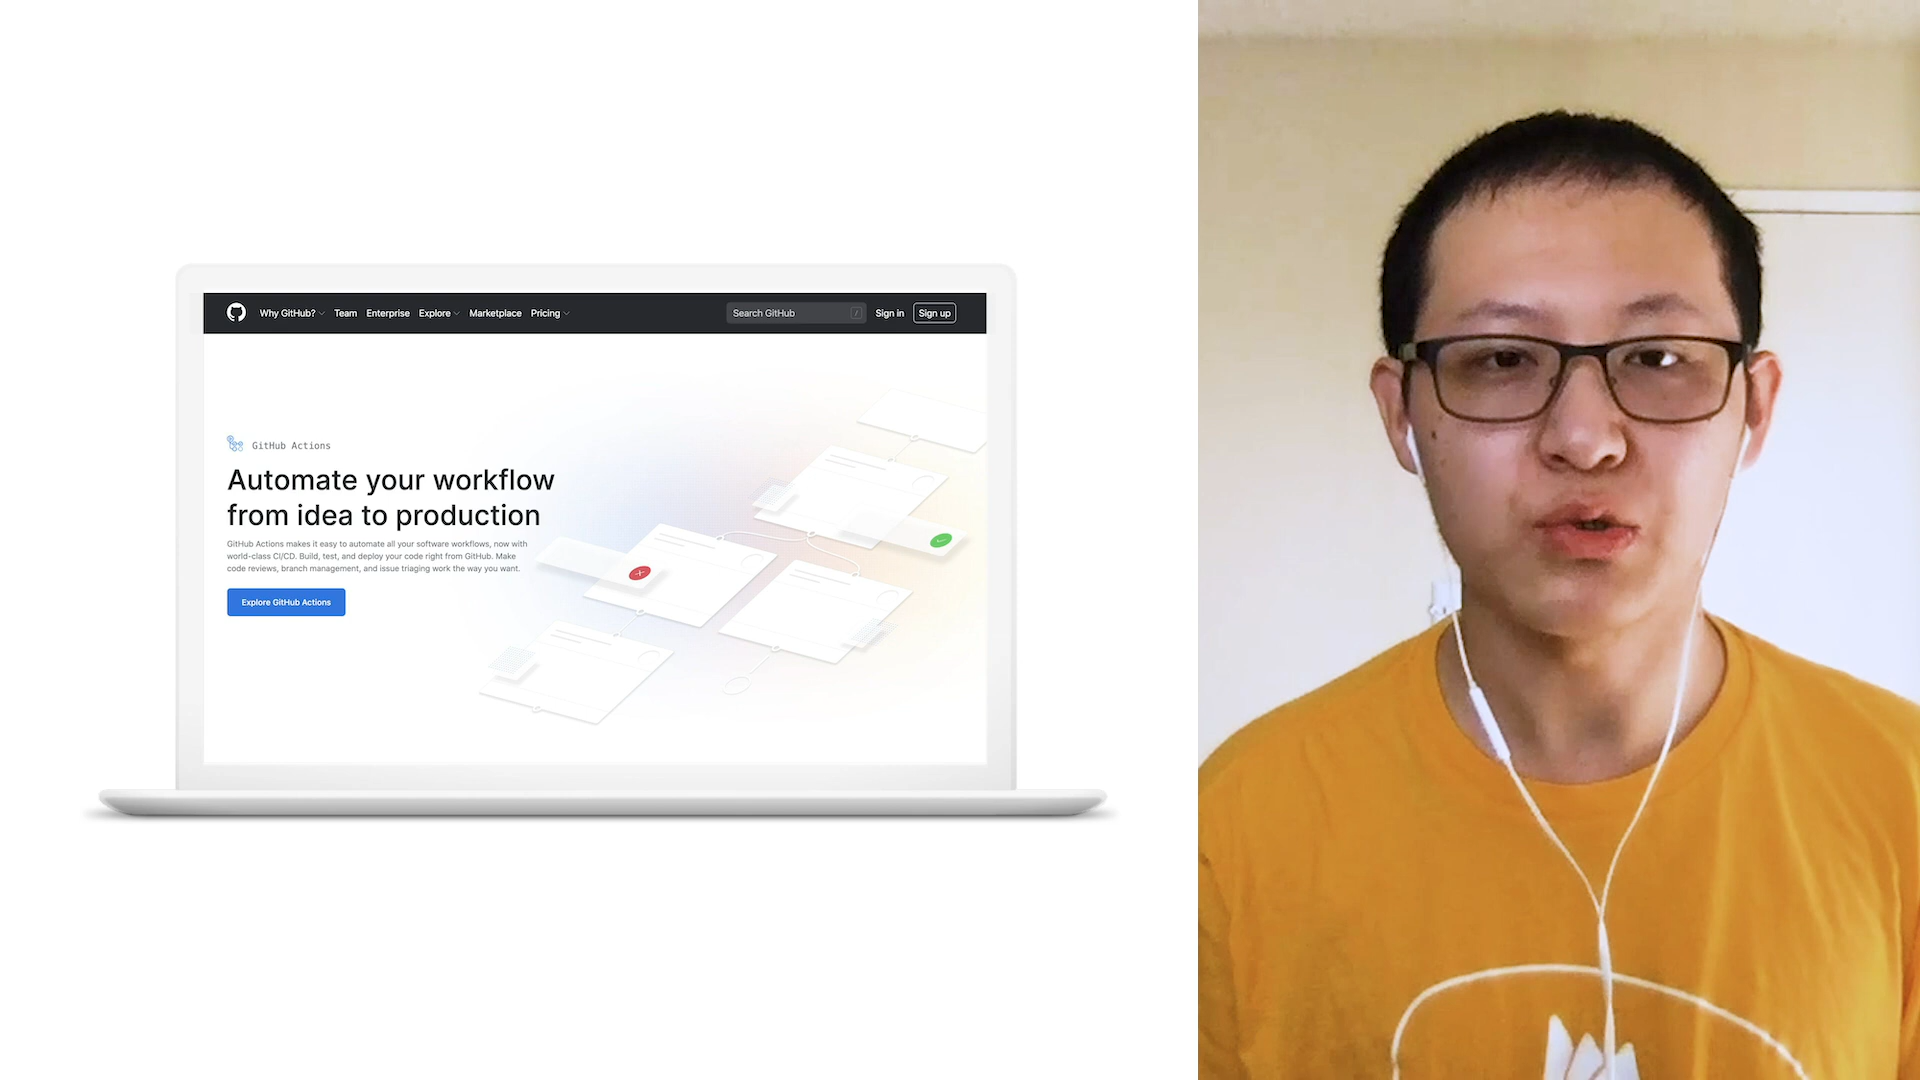 Why GitHub? Team Enterprise Explore Marketplace Pricing Search GitHub / Sign in Sign up
GitHub Actions
Automate your workflow
from idea to production
GitHub Actions makes it easy to automate all your software workflows, now with
world-class CI/CD. Build, test, and deploy your code right from GitHub. Make
code reviews, branch management, and issue triaging work the way you want.
Explore GitHub Actions